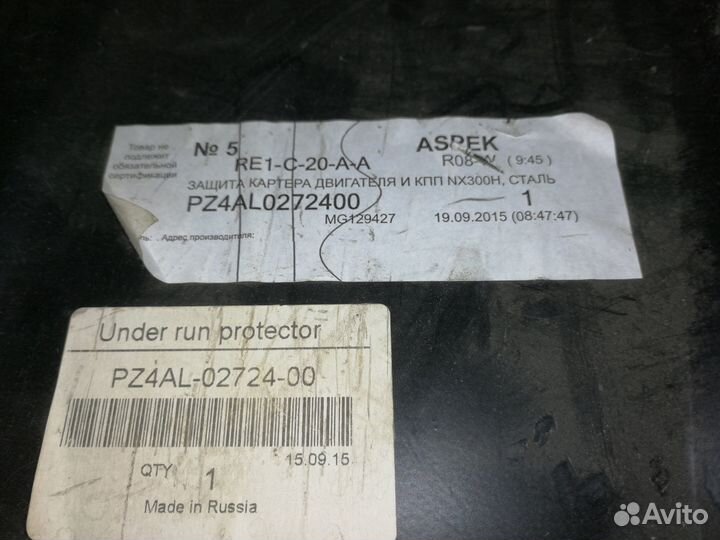 Товар не
подлежит
обязательной
сертификации
№ 5
ASPEK
RE1-C-20-A-A
R08-W (9:45)
ЗАЩИТА КАРТЕРА ДВИГАТЕЛЯ И КПП NX300H, СТАЛЬ
PZ4AL0272400
1
MG129427
19.09.2015 (08:47:47)
Адрес производителя:
Under run protector
PZ4AL-02724-00
QTY
1
15.09.15
Made in Russia
Avito